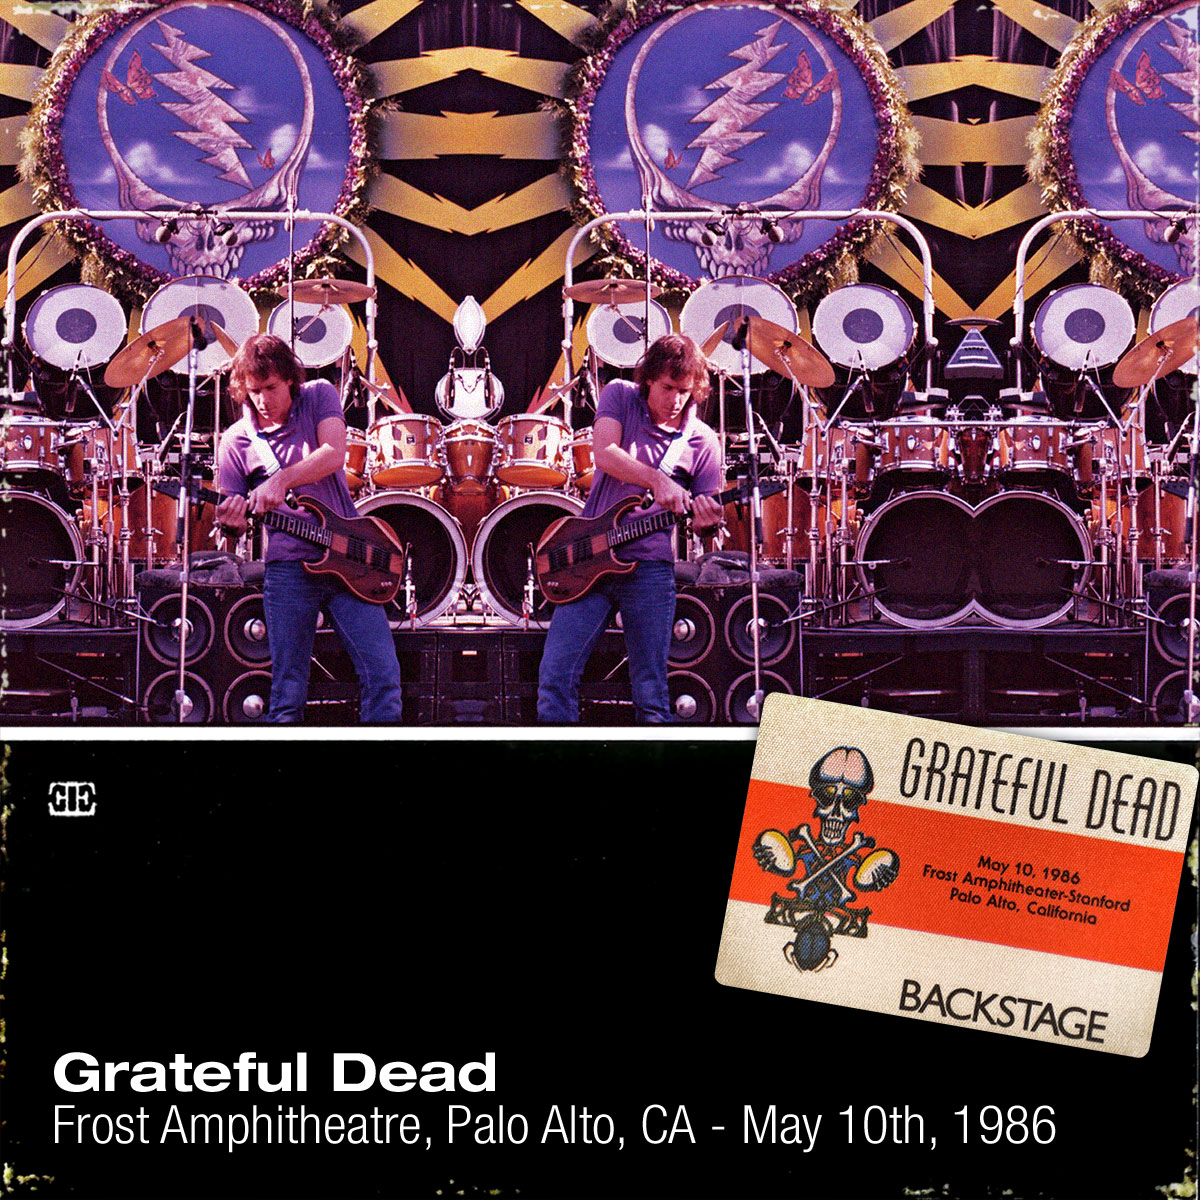 GRATEFUL DEAD
May 10, 1986
Frost Amphitheater-Stanford
Palo Alto, California
BACKSTAGE
Grateful Dead
Frost Amphitheatre, Palo Alto, CA - May 10th, 1986